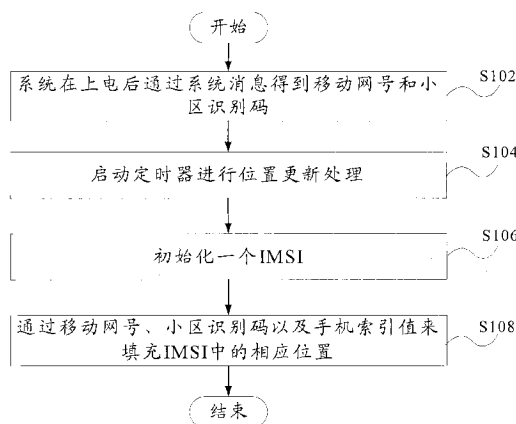 开始
系统在上电后通过系统消息得到移动网号和小
区识别码
S102
启动定时器进行位置更新处理
S104
初始化一个IMSI
S106
通过移动网号、小区识别码以及手机索引值来
填充IMSI中的相应位置
S108
结束